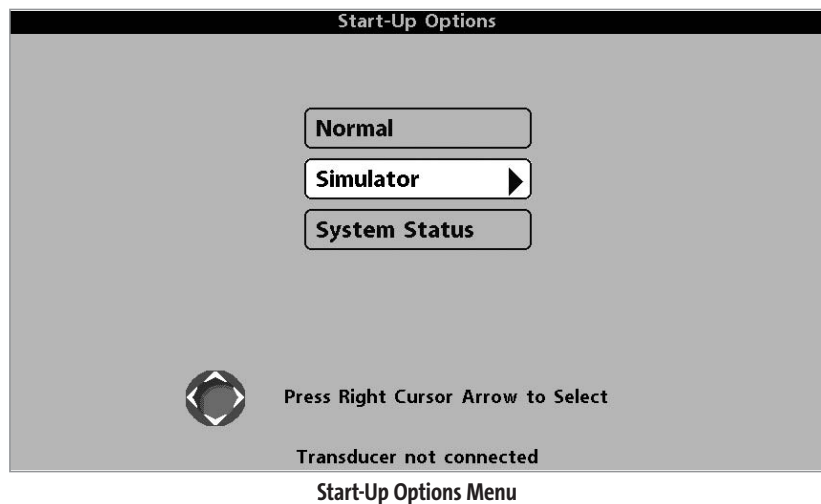 Start-Up Options
Normal
Simulator
System Status
Press Right Cursor Arrow to Select
Transducer not connected
Start-Up Options Menu